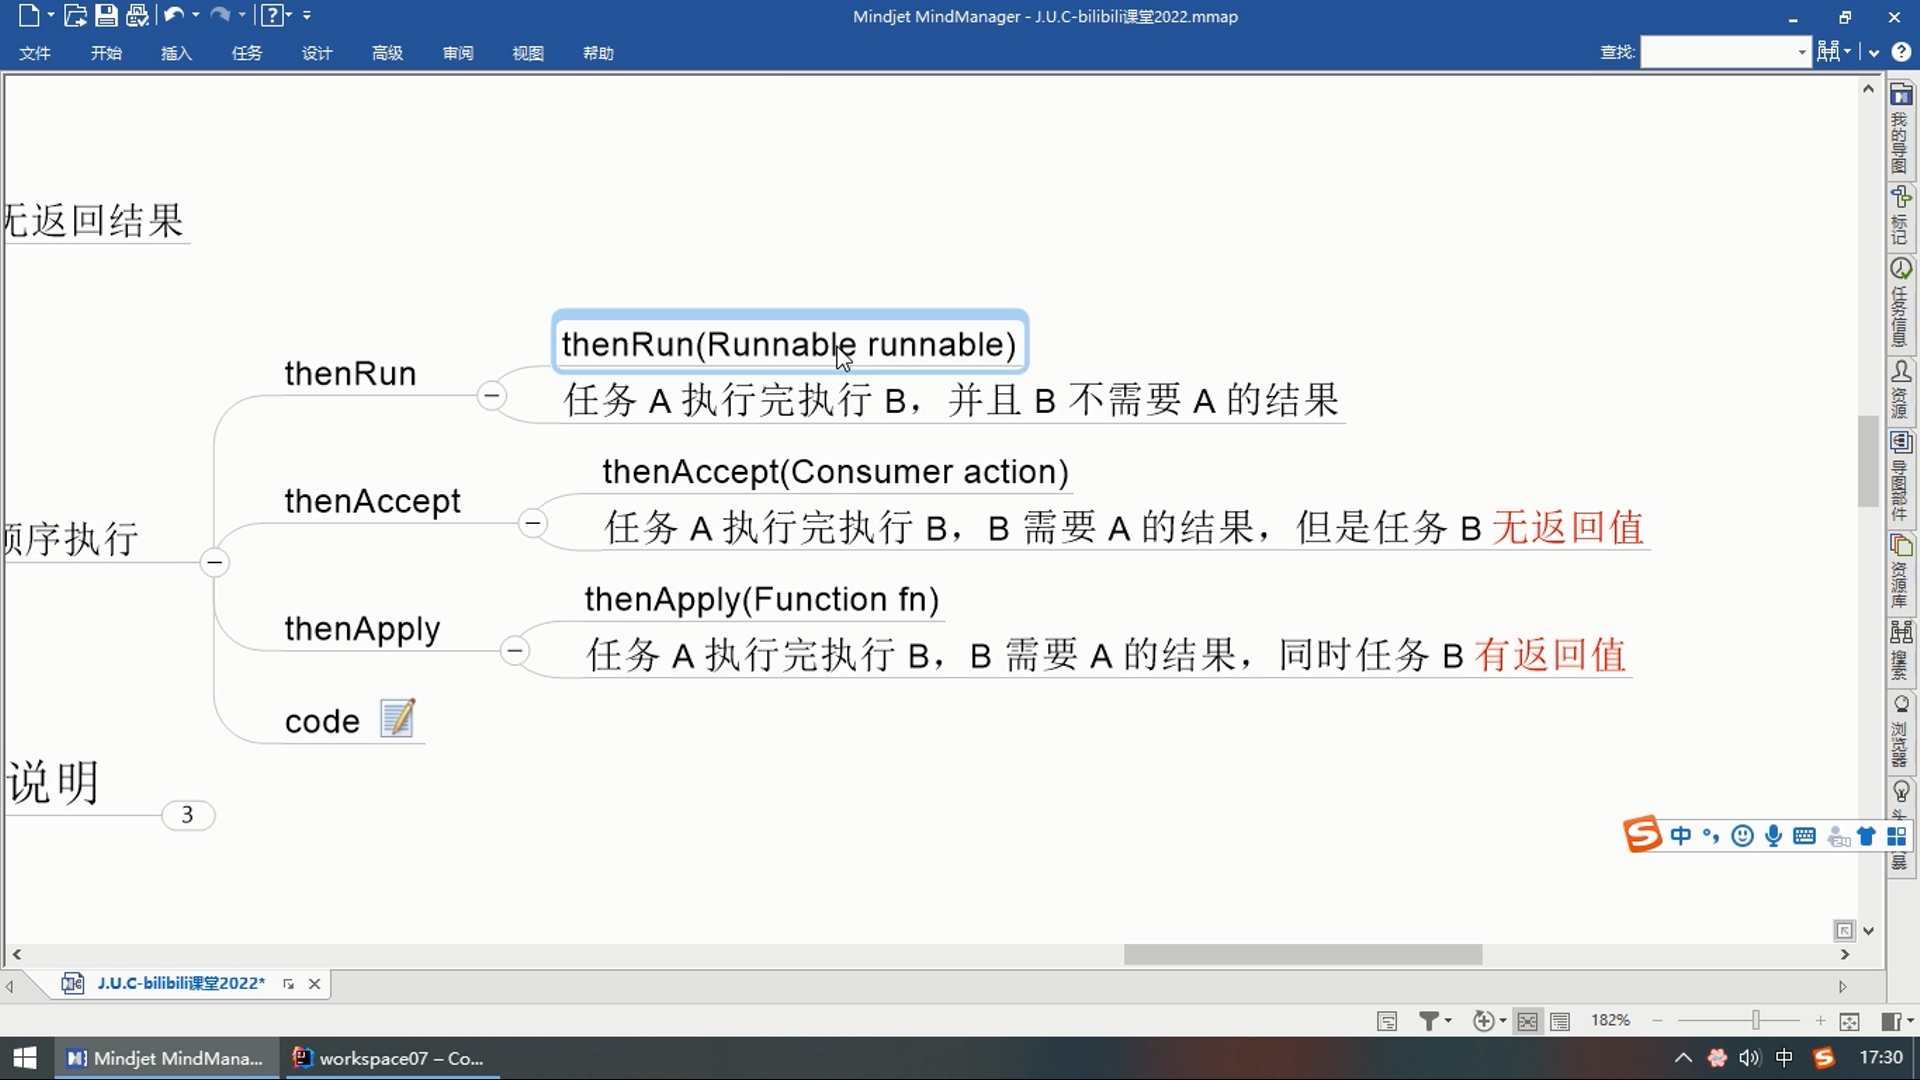 Mindjet MindManager - J.U.C-bilibili课堂2022.mmap
文件 开始 插入 任务 设计 高级 审阅 视图 帮助
查找:
无返回结果
thenRun(Runnable runnable)
thenRun
任务 A 执行完执行 B，并且 B 不需要 A 的结果
thenAccept(Consumer action)
thenAccept
任务 A 执行完执行 B，B 需要 A 的结果，但是任务 B 无返回值
顺序执行
thenApply(Function fn)
thenApply
任务 A 执行完执行 B，B 需要 A 的结果，同时任务 B 有返回值
code
说明
3
我的导图
标记
任务信息
资源
导图部件
资源库
搜索
浏览器
中
J.U.C-bilibili课堂2022*
182%
Mindjet MindMana...
workspace07 – Co...
中
17:30